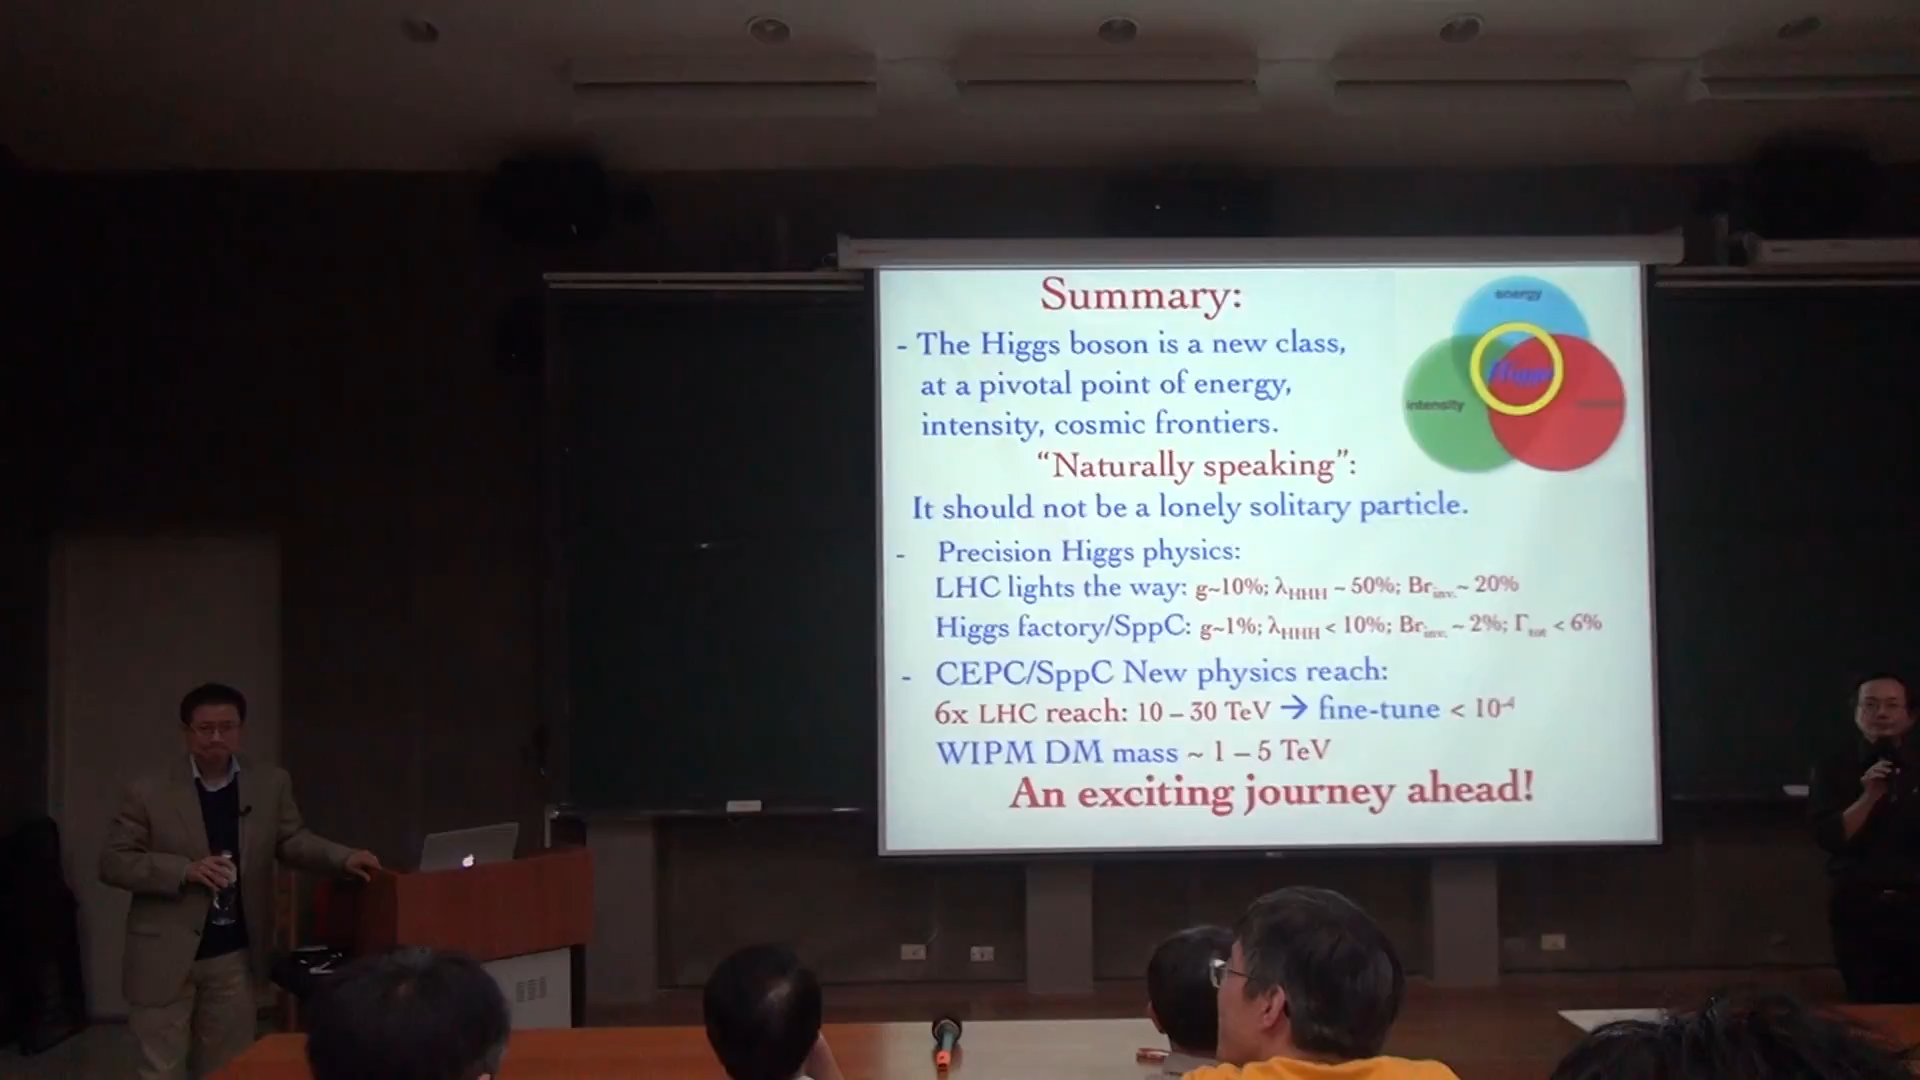 Summary:
energy
- The Higgs boson is a new class,
at a pivotal point of energy,
intensity, cosmic frontiers.
Higgs
intensity
“Naturally speaking”:
It should not be a lonely solitary particle.
- Precision Higgs physics:
LHC lights the way: g~10%; λHHH ~ 50%; Brinv. ~ 20%
Higgs factory/SppC: g~1%; λHHH < 10%; Brinv. ~ 2%; Γtot < 6%
- CEPC/SppC New physics reach:
6x LHC reach: 10 – 30 TeV → fine-tune < 10⁻⁴
WIPM DM mass ~ 1 – 5 TeV
An exciting journey ahead!